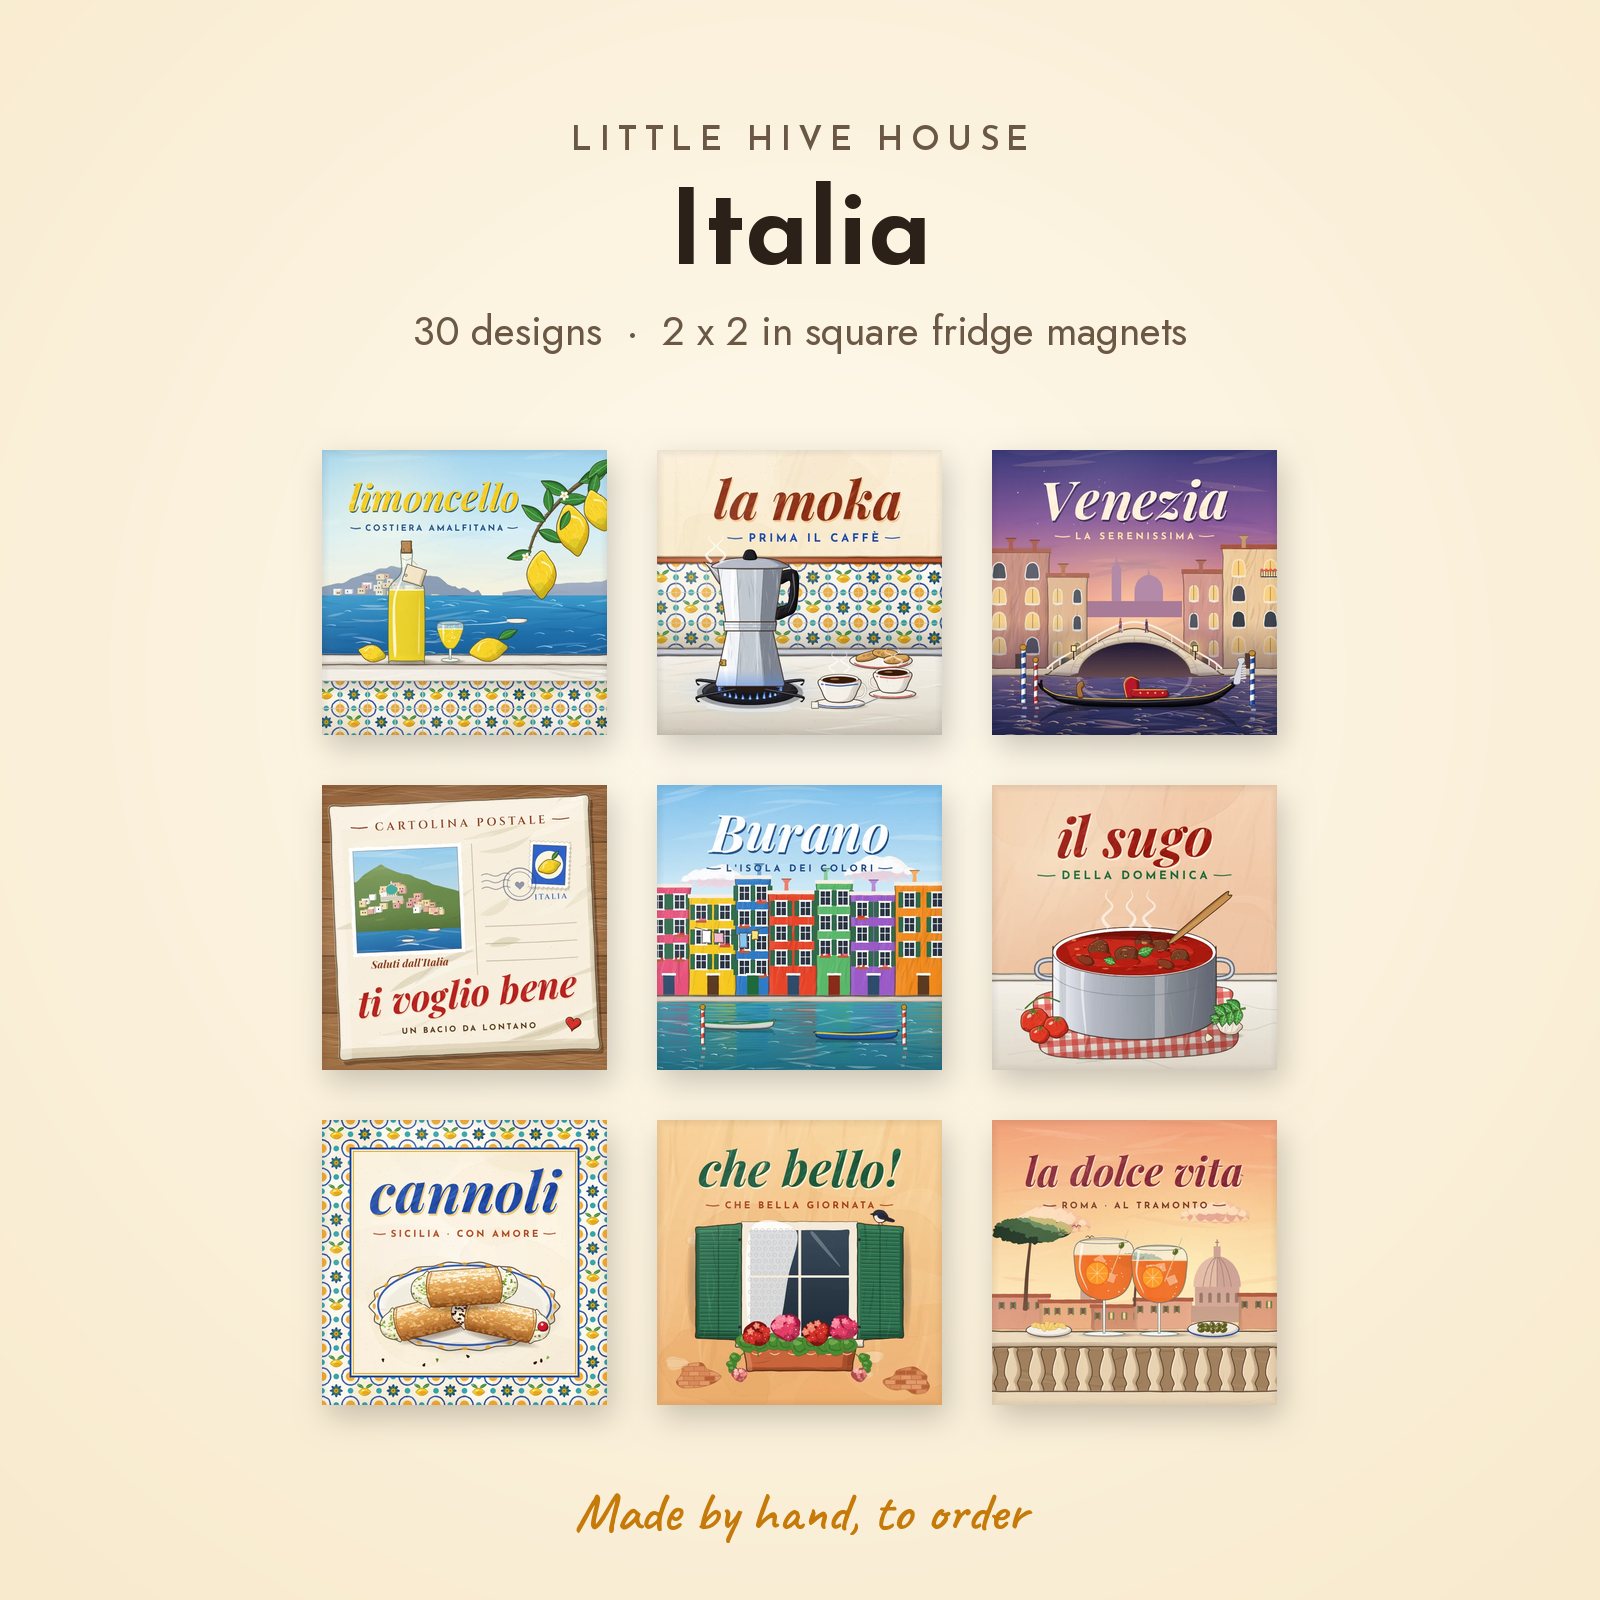 LITTLE HIVE HOUSE
Italia
30 designs · 2 x 2 in square fridge magnets
limoncello
COSTIERA AMALFITANA
la moka
PRIMA IL CAFFÈ
Venezia
LA SERENISSIMA
CARTOLINA POSTALE
ITALIA
Saluti dall'Italia
ti voglio bene
UN BACIO DA LONTANO
Burano
L'ISOLA DEI COLORI
il sugo
DELLA DOMENICA
cannoli
SICILIA · CON AMORE
che bello!
CHE BELLA GIORNATA
la dolce vita
ROMA · AL TRAMONTO
Made by hand, to order